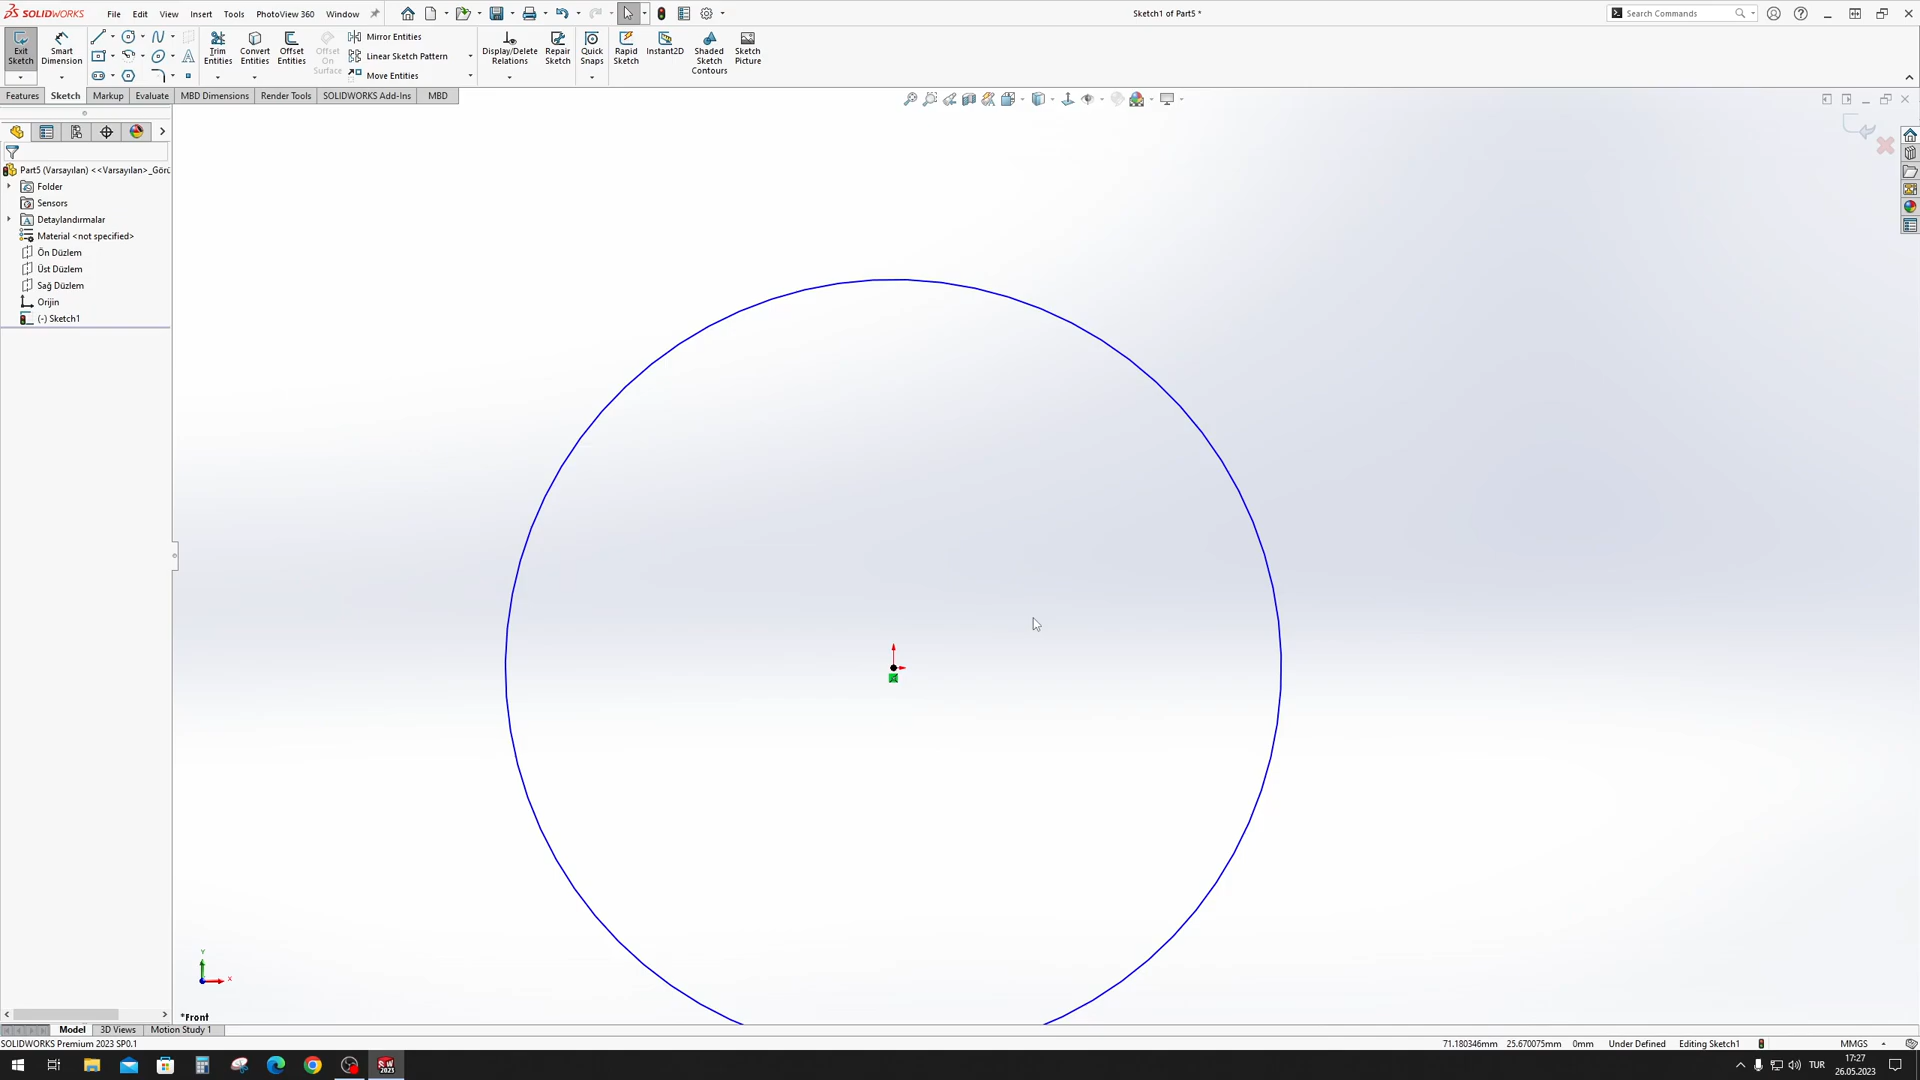 SOLIDWORKS File Edit View Insert Tools PhotoView 360 Window Sketch1 of Part5 * Search Commands
Exit Sketch Smart Dimension Trim Entities Convert Entities Offset Entities Offset On Surface Mirror Entities Linear Sketch Pattern Move Entities Display/Delete Relations Repair Sketch Quick Snaps Rapid Sketch Instant2D Shaded Sketch Contours Sketch Picture
Features Sketch Markup Evaluate MBD Dimensions Render Tools SOLIDWORKS Add-Ins MBD
Part5 (Varsayılan) <<Varsayılan>_Görü
Folder
Sensors
Detaylandırmalar
Material <not specified>
Ön Düzlem
Üst Düzlem
Sağ Düzlem
Orijin
(-) Sketch1
Y
X
*Front
Model 3D Views Motion Study 1
SOLIDWORKS Premium 2023 SP0.1 71.180346mm 25.670075mm 0mm Under Defined Editing Sketch1 MMGS
TUR 17:27
26.05.2023